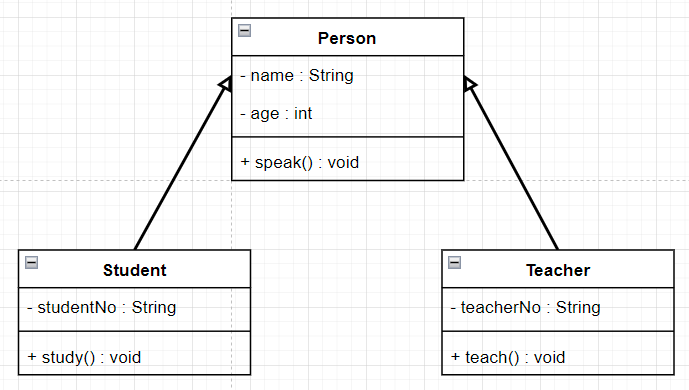 Person
- name : String
- age : int
+ speak() : void
Student
- studentNo : String
+ study() : void
Teacher
- teacherNo : String
+ teach() : void